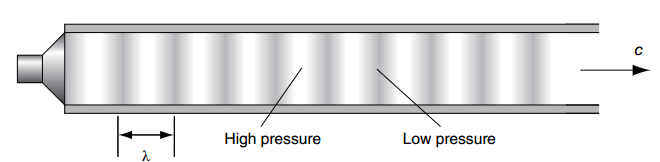 c
High pressure
Low pressure
λ